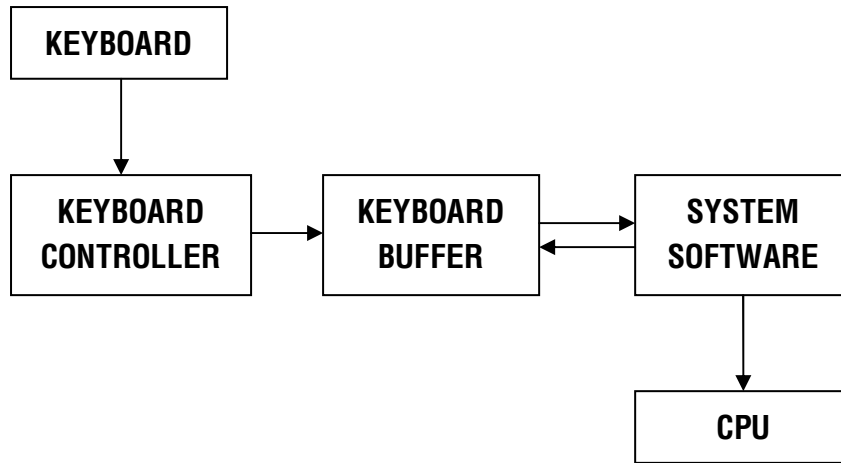 KEYBOARD
KEYBOARD
CONTROLLER
KEYBOARD
BUFFER
SYSTEM
SOFTWARE
CPU